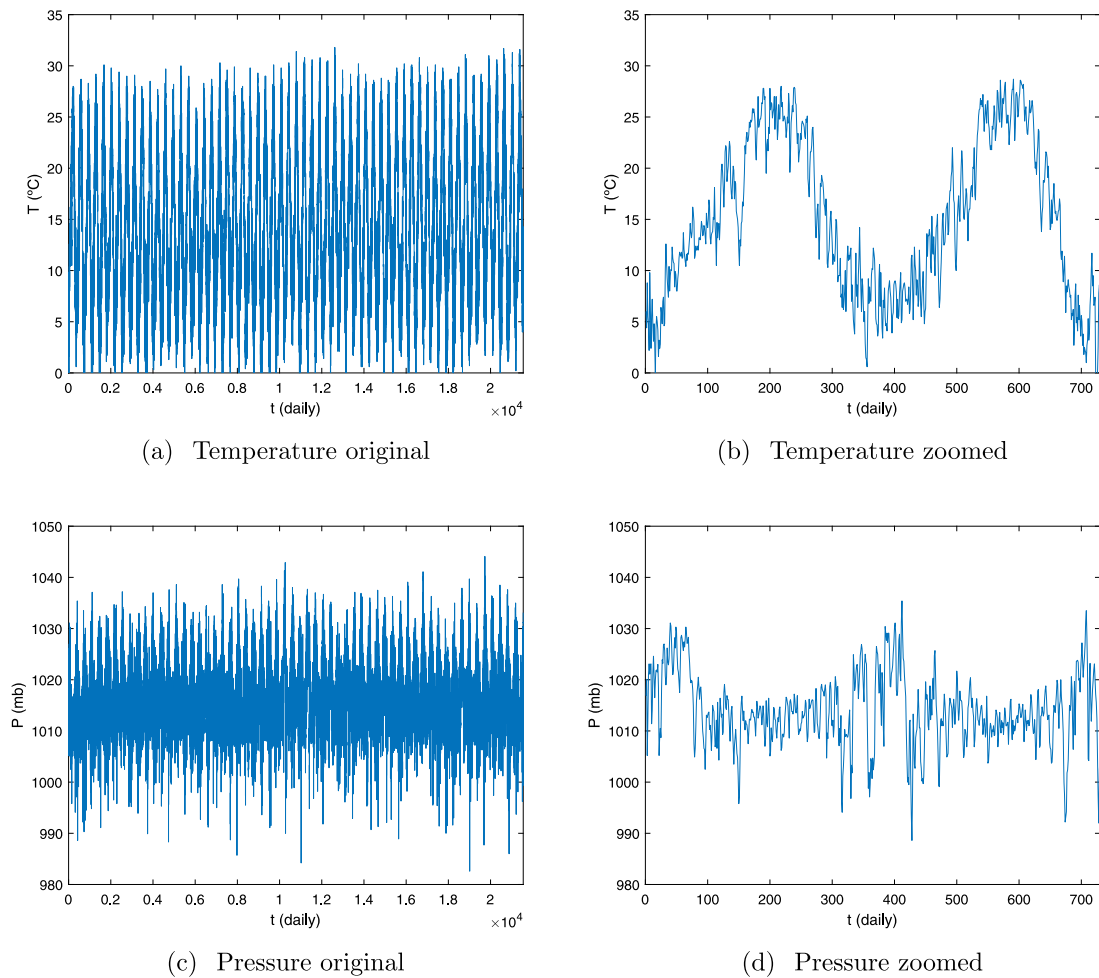 35
30
25
20
15
10
5
0
T (°C)
0 0.2 0.4 0.6 0.8 1 1.2 1.4 1.6 1.8 2
t (daily)
×10⁴
(a) Temperature original
35
30
25
20
15
10
5
0
T (°C)
0 100 200 300 400 500 600 700
t (daily)
(b) Temperature zoomed
1050
1040
1030
1020
1010
1000
990
980
P (mb)
0 0.2 0.4 0.6 0.8 1 1.2 1.4 1.6 1.8 2
t (daily)
×10⁴
(c) Pressure original
1050
1040
1030
1020
1010
1000
990
980
P (mb)
0 100 200 300 400 500 600 700
t (daily)
(d) Pressure zoomed